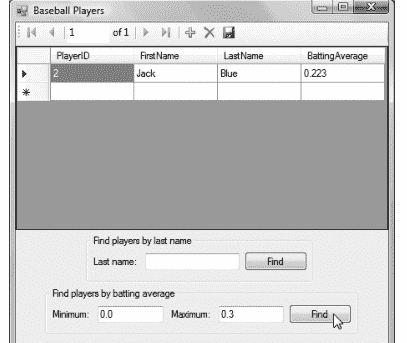 Baseball Players
1 of 1
PlayerID FirstName LastName BattingAverage
2 Jack Blue 0.223
Find players by last name
Last name: Find
Find players by batting average
Minimum: 0.0 Maximum: 0.3 Find